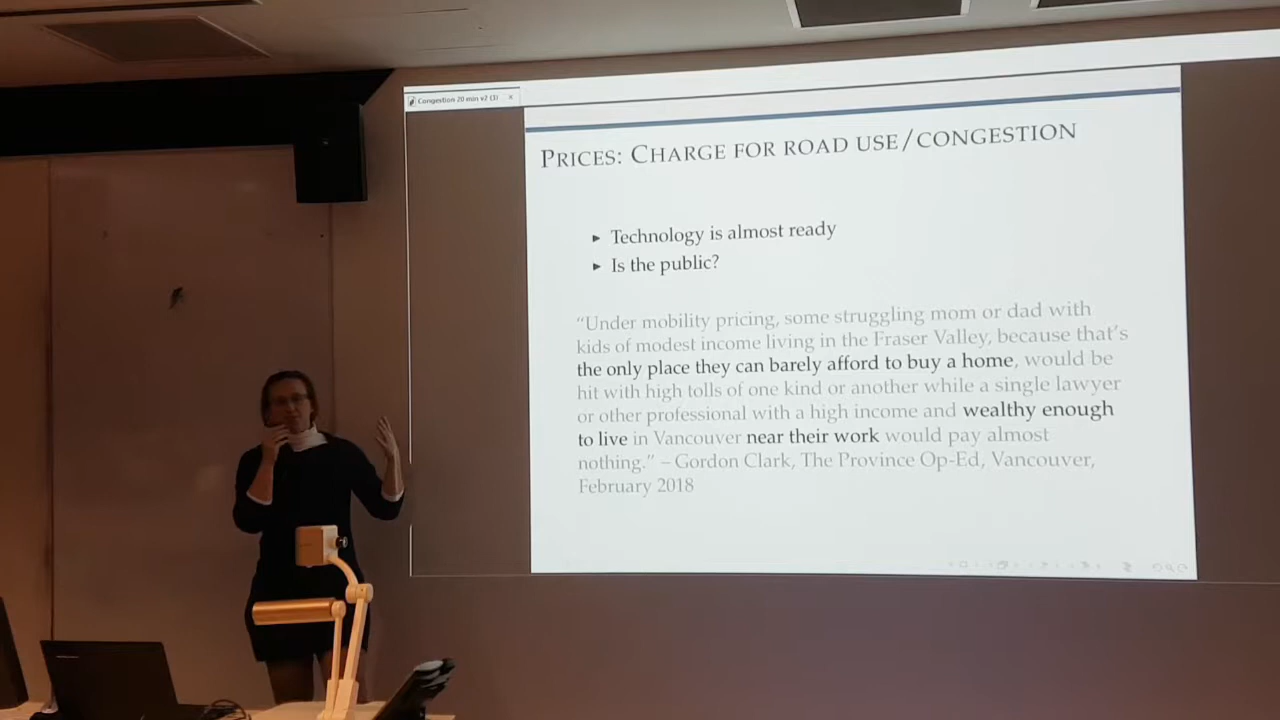 Congestion 20 min v2 (3)
PRICES: CHARGE FOR ROAD USE/CONGESTION
▸ Technology is almost ready
▸ Is the public?
“Under mobility pricing, some struggling mom or dad with
kids of modest income living in the Fraser Valley, because that’s
the only place they can barely afford to buy a home, would be
hit with high tolls of one kind or another while a single lawyer
or other professional with a high income and wealthy enough
to live in Vancouver near their work would pay almost
nothing.” – Gordon Clark, The Province Op-Ed, Vancouver,
February 2018